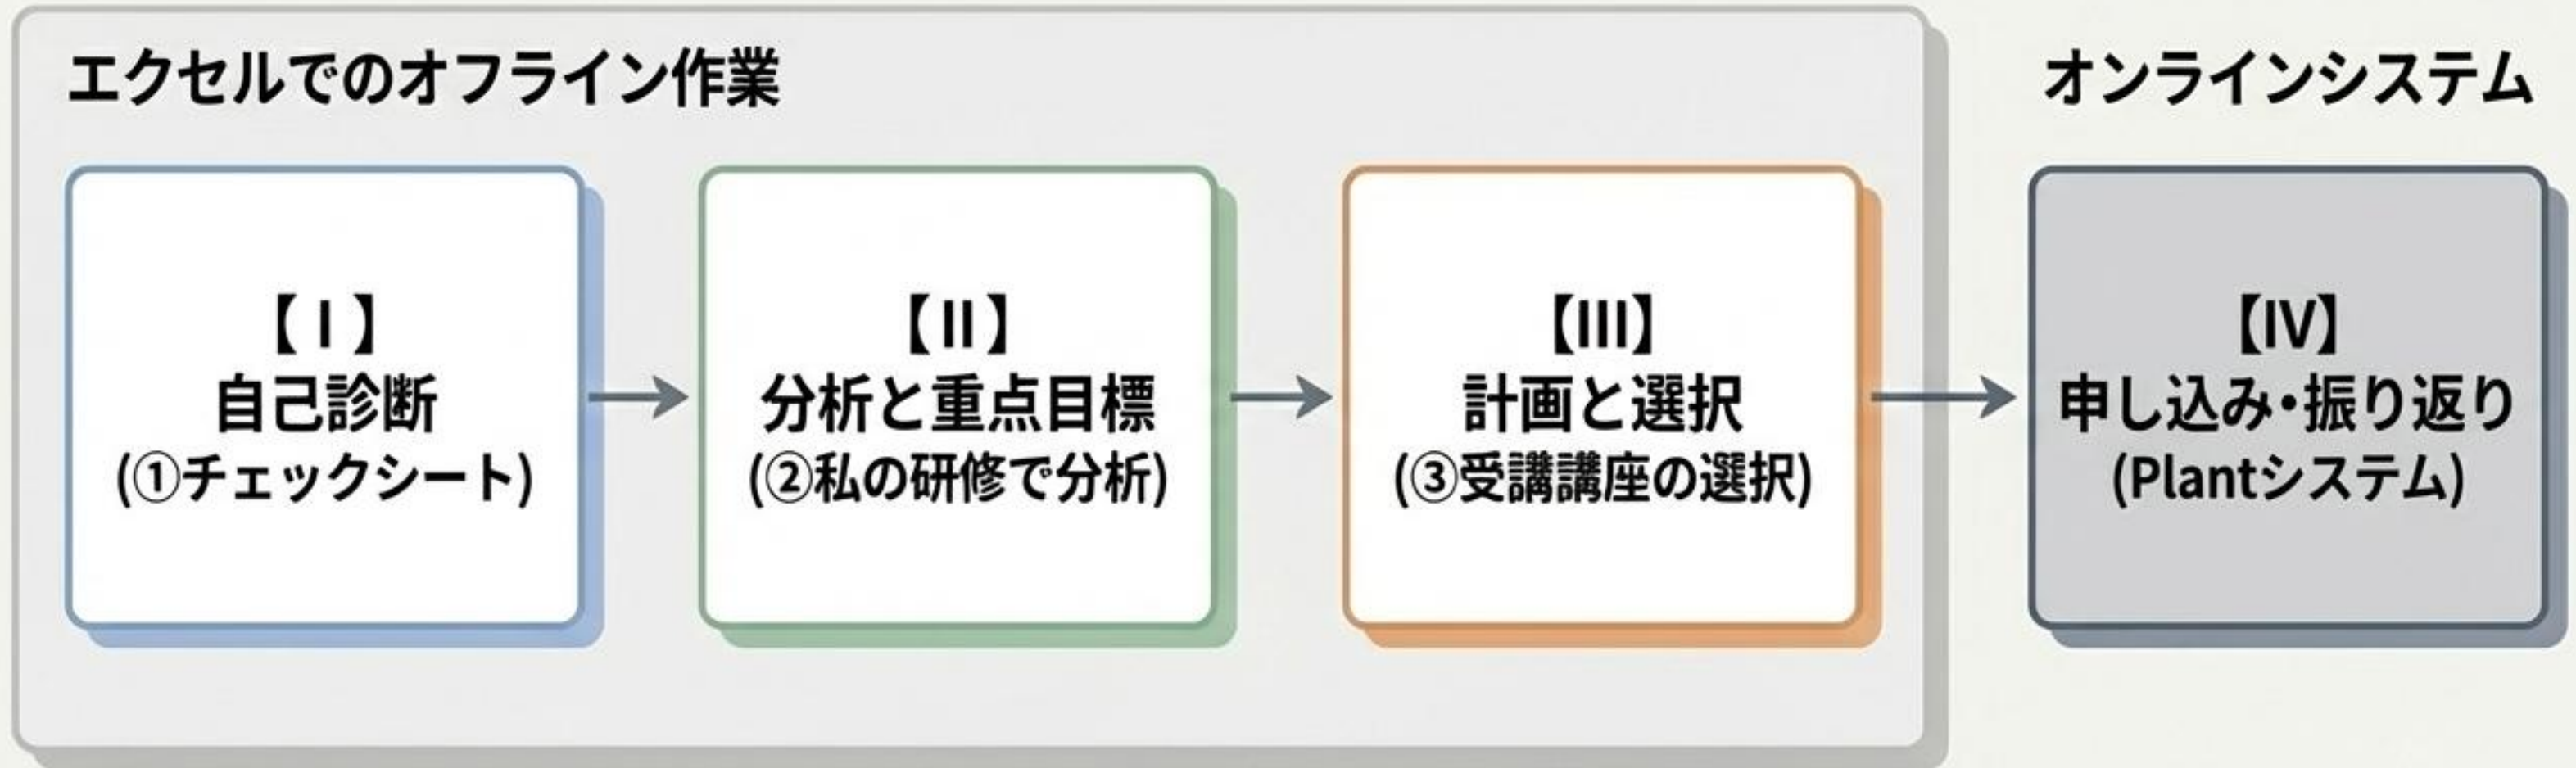 エクセルでのオフライン作業
オンラインシステム
【Ⅰ】
自己診断
(①チェックシート)
【II】
分析と重点目標
(②私の研修で分析)
【III】
計画と選択
(③受講講座の選択)
【IV】
申し込み・振り返り
(Plantシステム)